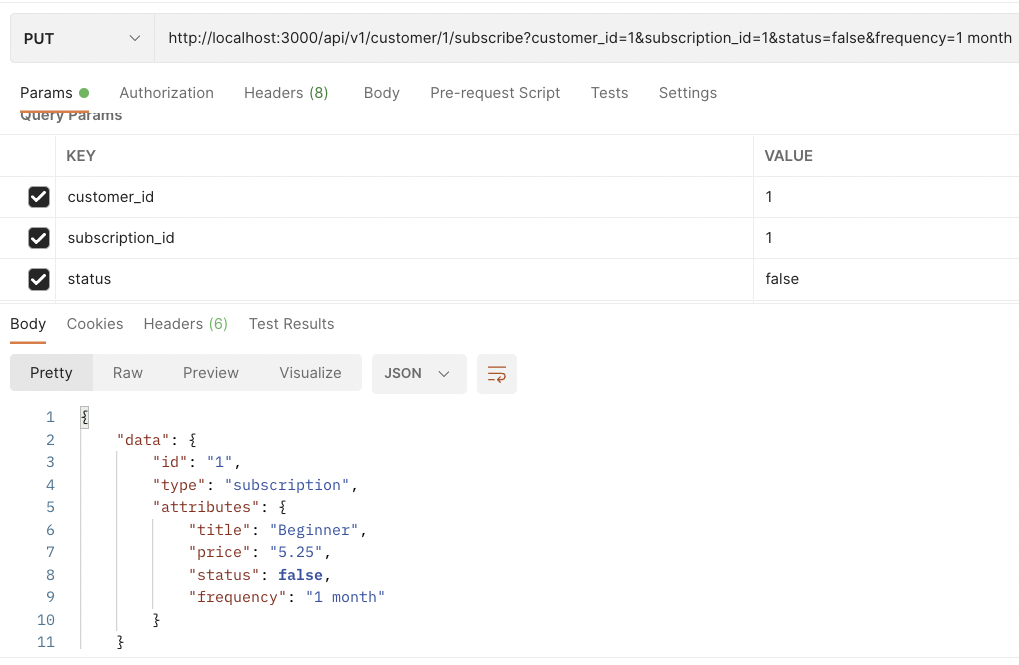 PUT http://localhost:3000/api/v1/customer/1/subscribe?customer_id=1&subscription_id=1&status=false&frequency=1 month
Params Authorization Headers (8) Body Pre-request Script Tests Settings
Query Params
KEY VALUE
customer_id 1
subscription_id 1
status false
Body Cookies Headers (6) Test Results
Pretty Raw Preview Visualize JSON
1 {
2 "data": {
3 "id": "1",
4 "type": "subscription",
5 "attributes": {
6 "title": "Beginner",
7 "price": "5.25",
8 "status": false,
9 "frequency": "1 month"
10 }
11 }